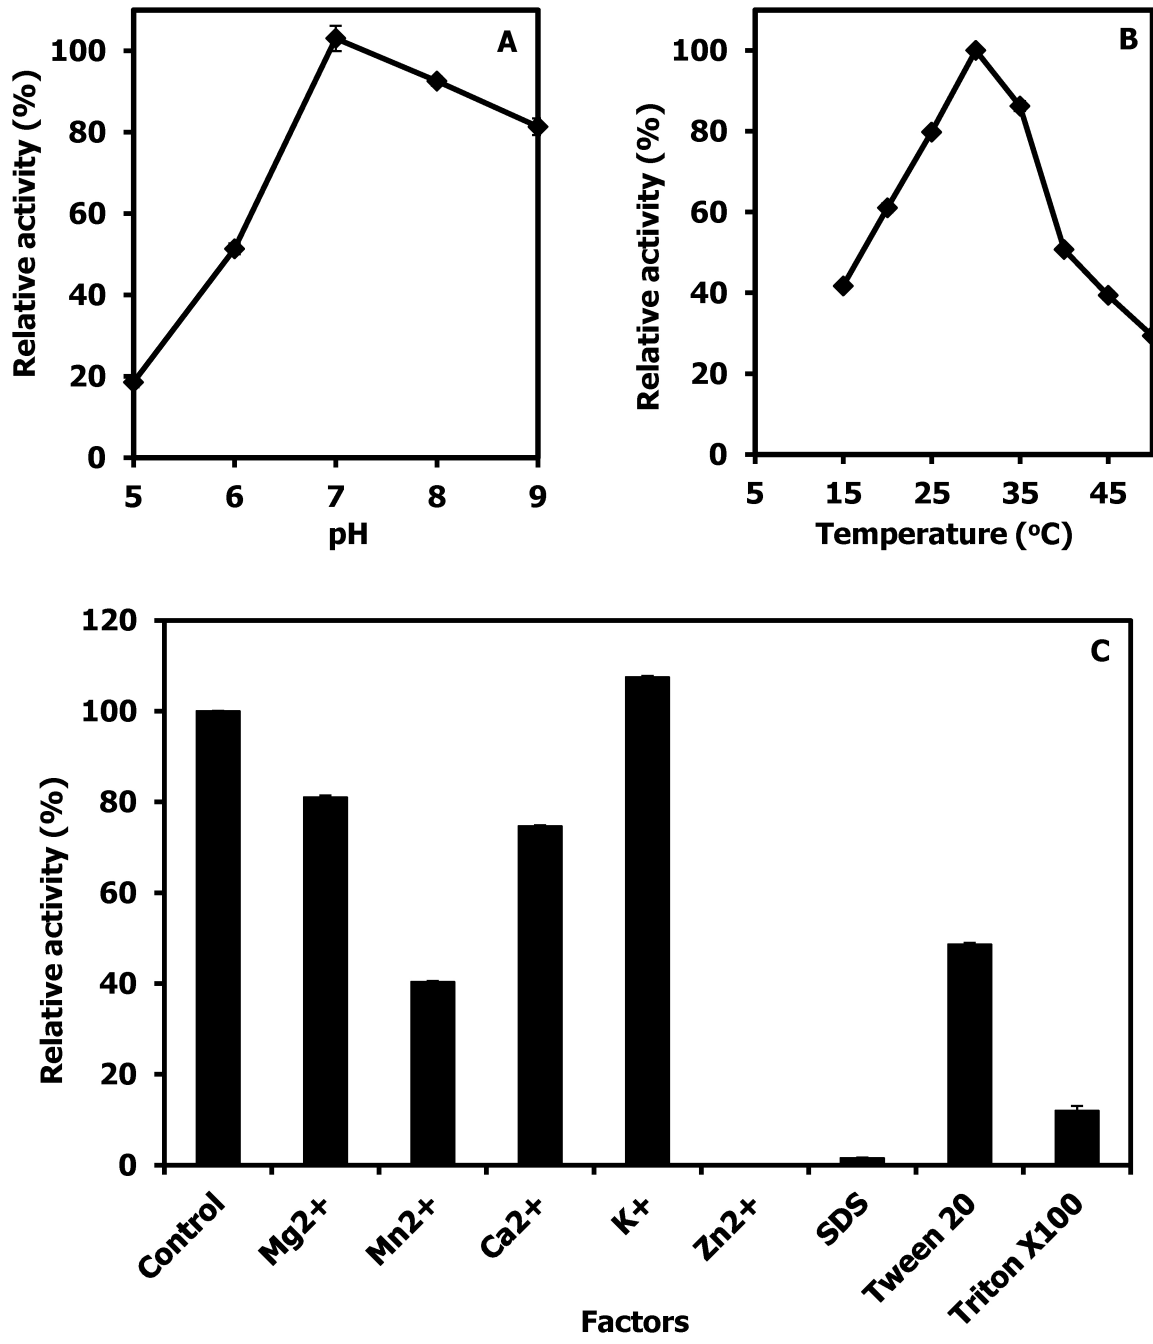 A
Relative activity (%)
100
80
60
40
20
0
5 6 7 8 9
pH
B
Relative activity (%)
100
80
60
40
20
0
5 15 25 35 45
Temperature (ºC)
C
Relative activity (%)
120
100
80
60
40
20
0
Control
Mg2+
Mn2+
Ca2+
K+
Zn2+
SDS
Tween 20
Triton X100
Factors